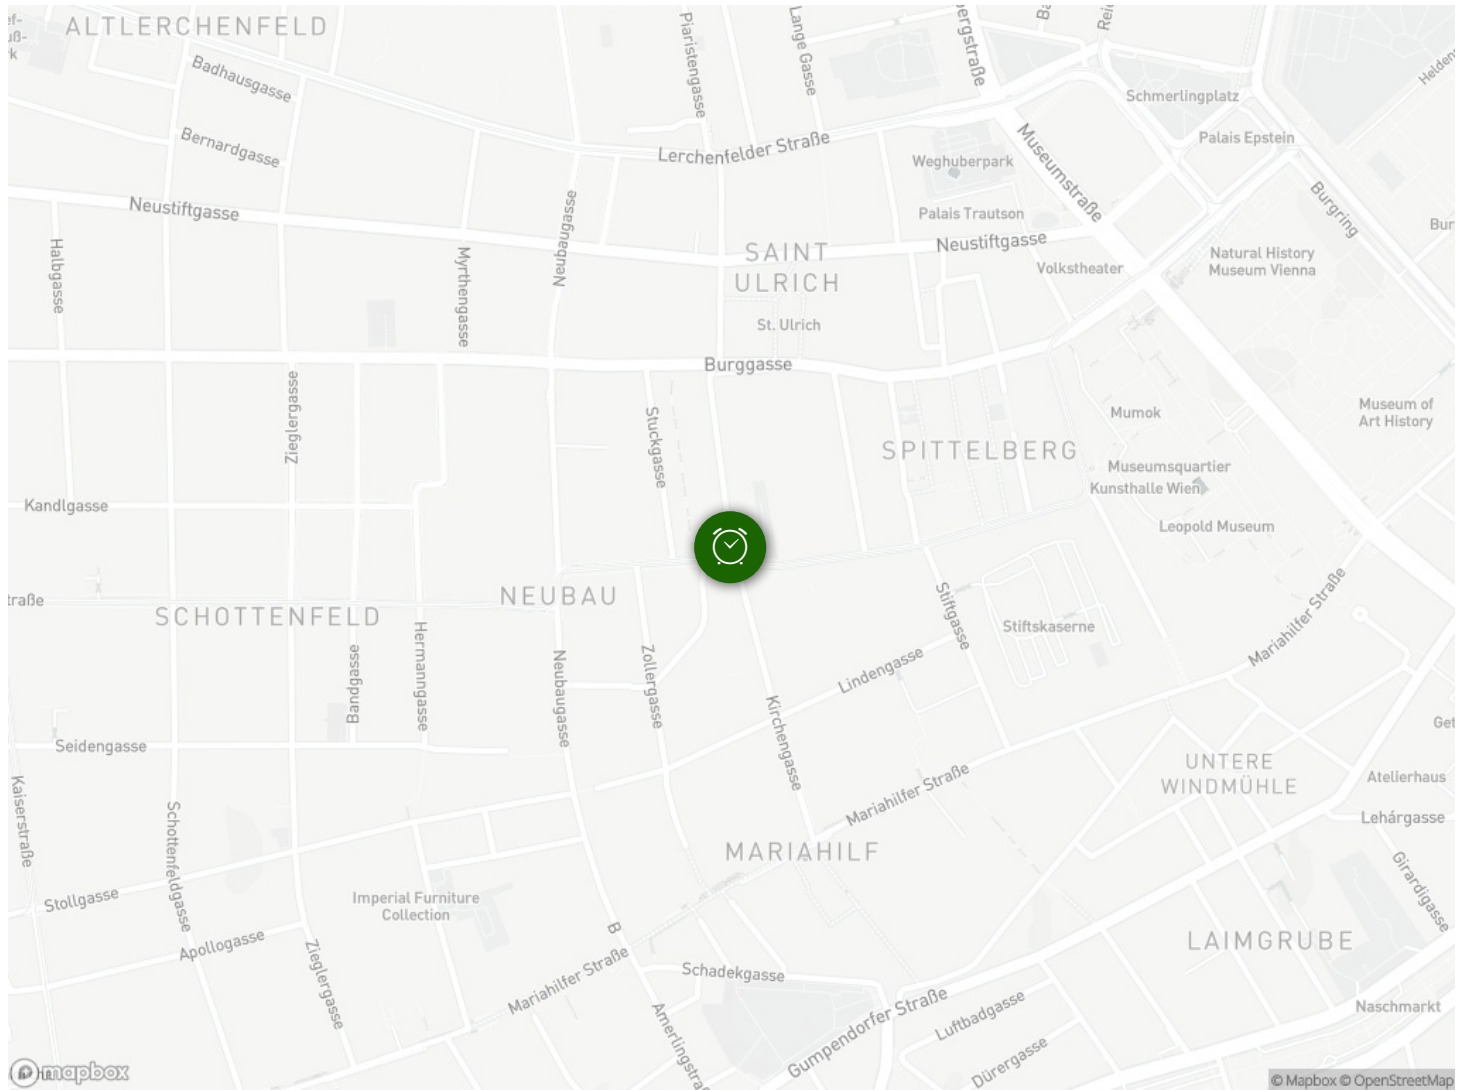 ALTLERCHENFELD
Badhausgasse
Bernardgasse
Piaristengasse
Lange Gasse
Lerchenfelder Straße
Schmerlingplatz
Palais Epstein
Weghuberpark
Museumstraße
Burgring
Neustiftgasse
Palais Trautson
Neustiftgasse
Halbgasse
Myrthengasse
Neubaugasse
SAINT
ULRICH
Volkstheater
Natural History
Museum Vienna
St. Ulrich
Burggasse
Zieglergasse
Stuckgasse
Mumok
Museum of
Art History
SPITTELBERG
Museumsquartier
Kunsthalle Wien
Kandlgasse
Leopold Museum
NEUBAU
SCHOTTENFELD
Stiftgasse
Stiftskaserne
Mariahilfer Straße
Bandgasse
Hermanngasse
Neubaugasse
Zollergasse
Lindengasse
Kirchengasse
Seidengasse
Kaiserstraße
Schottenfeldgasse
UNTERE
WINDMÜHLE
Atelierhaus
Mariahilfer Straße
Lehárgasse
MARIAHILF
Girardigasse
Stollgasse
Imperial Furniture
Collection
Apollogasse
Zieglergasse
B
LAIMGRUBE
Mariahilfer Straße
Schadekgasse
Gumpendorfer Straße
Luftbadgasse
Naschmarkt
Dürergasse
mapbox
© Mapbox © OpenStreetMap